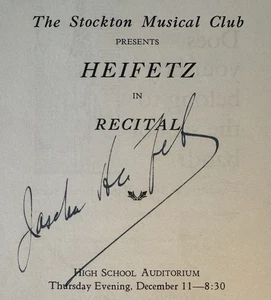 The Stockton Musical Club
PRESENTS
HEIFETZ
IN
RECITAL
Jascha Heifetz
HIGH SCHOOL AUDITORIUM
Thursday Evening, December 11—8:30